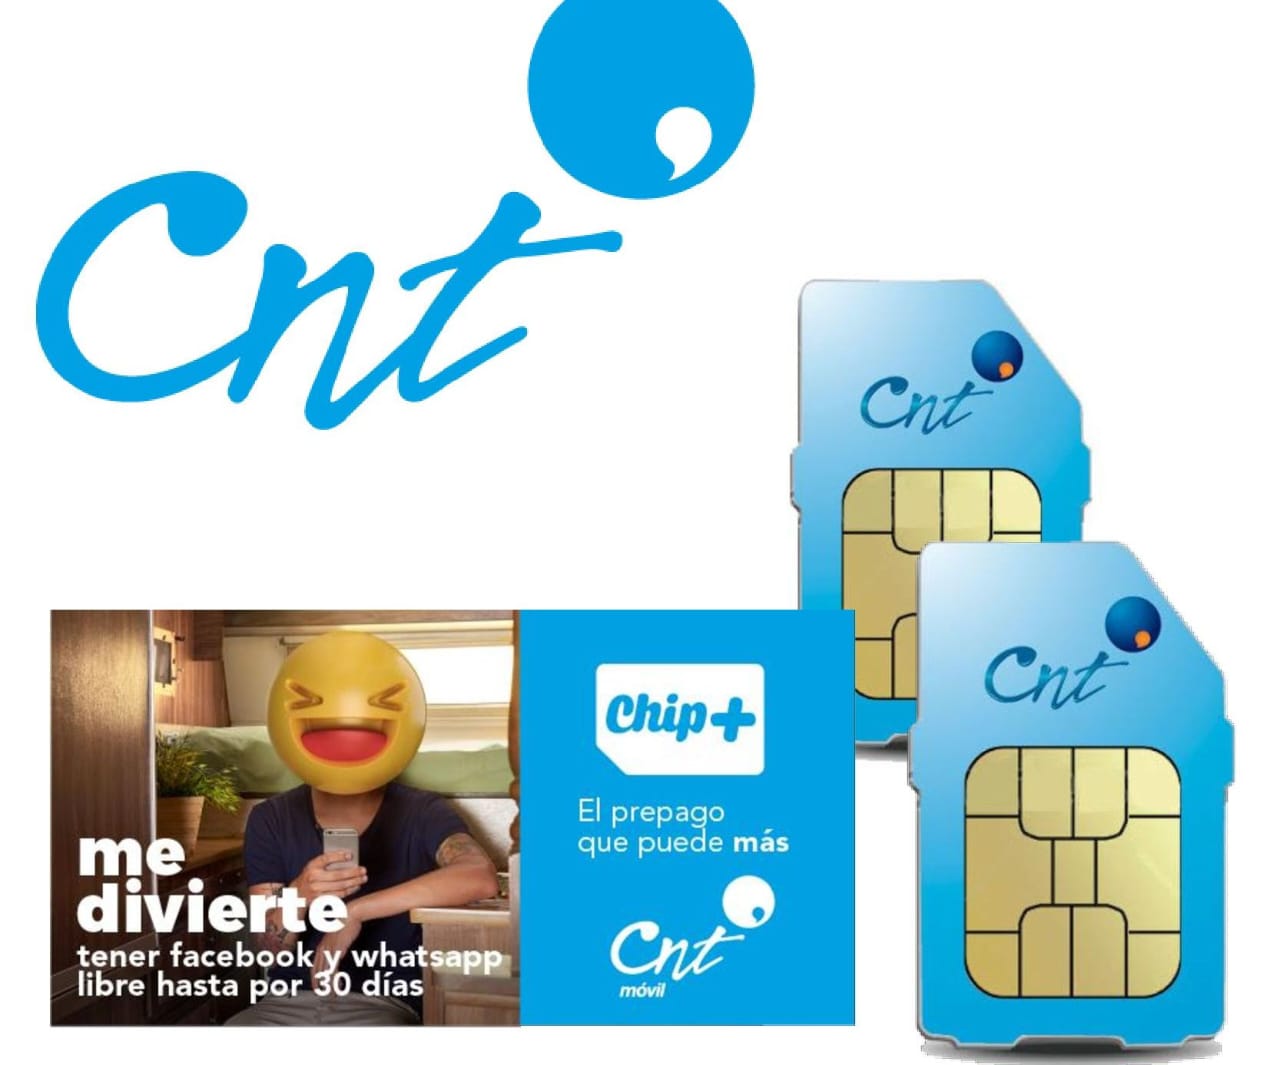 Cnt
Cnt
Cnt
me
divierte
tener facebook y whatsapp
libre hasta por 30 días
Chip+
El prepago
que puede más
Cnt
móvil